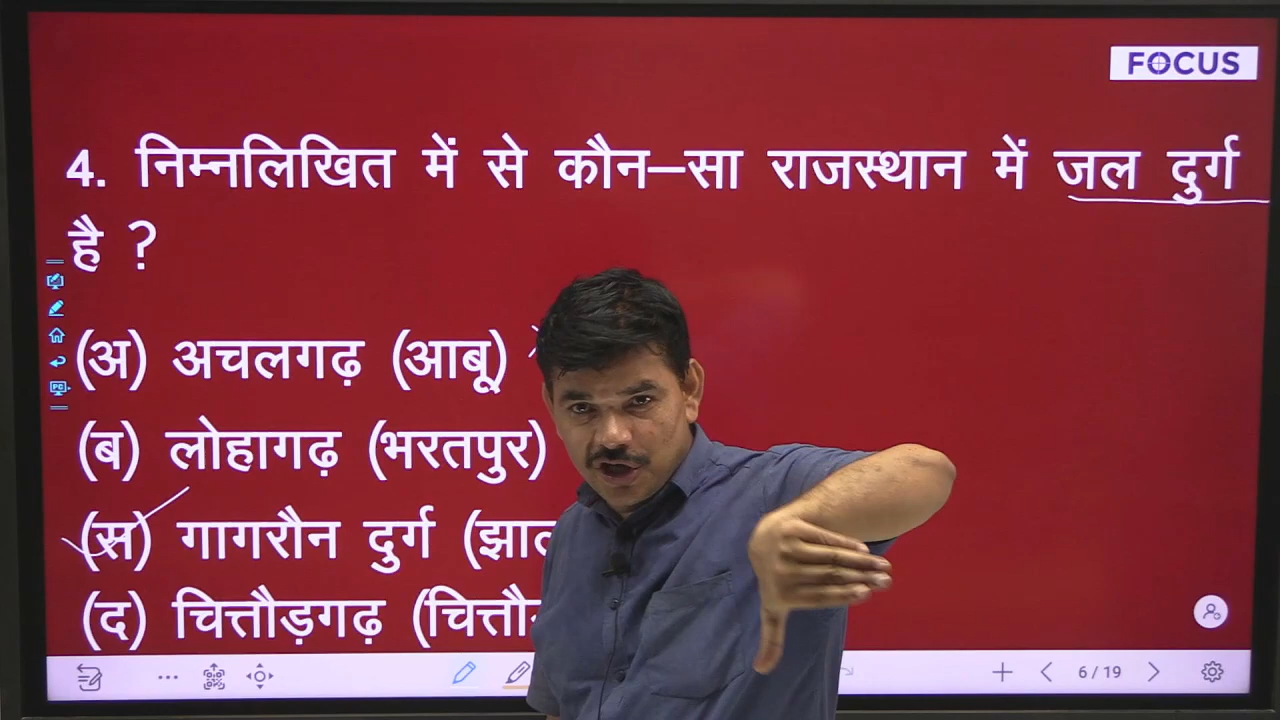 FOCUS
4. निम्नलिखित में से कौन–सा राजस्थान में जल दुर्ग
है ?
(अ) अचलगढ़ (आबू)
(ब) लोहागढ़ (भरतपुर)
(स) गागरौन दुर्ग
(द) चित्तौड़गढ़
6 / 19